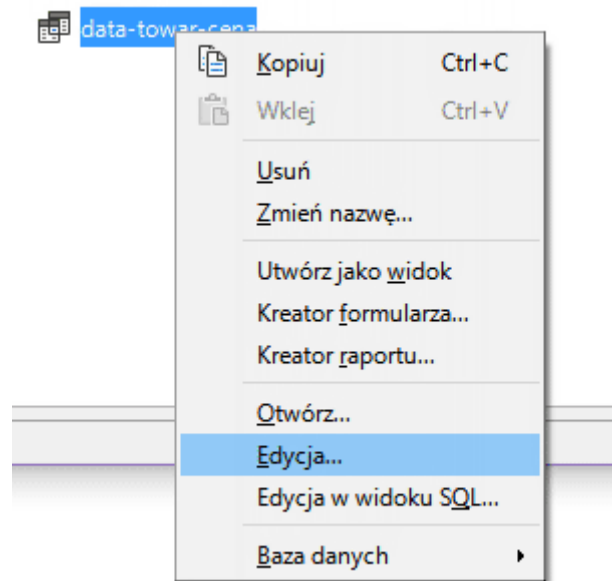 data-towar-cena
Kopiuj Ctrl+C
Wklej Ctrl+V
Usuń
Zmień nazwę...
Utwórz jako widok
Kreator formularza...
Kreator raportu...
Otwórz...
Edycja...
Edycja w widoku SQL...
Baza danych